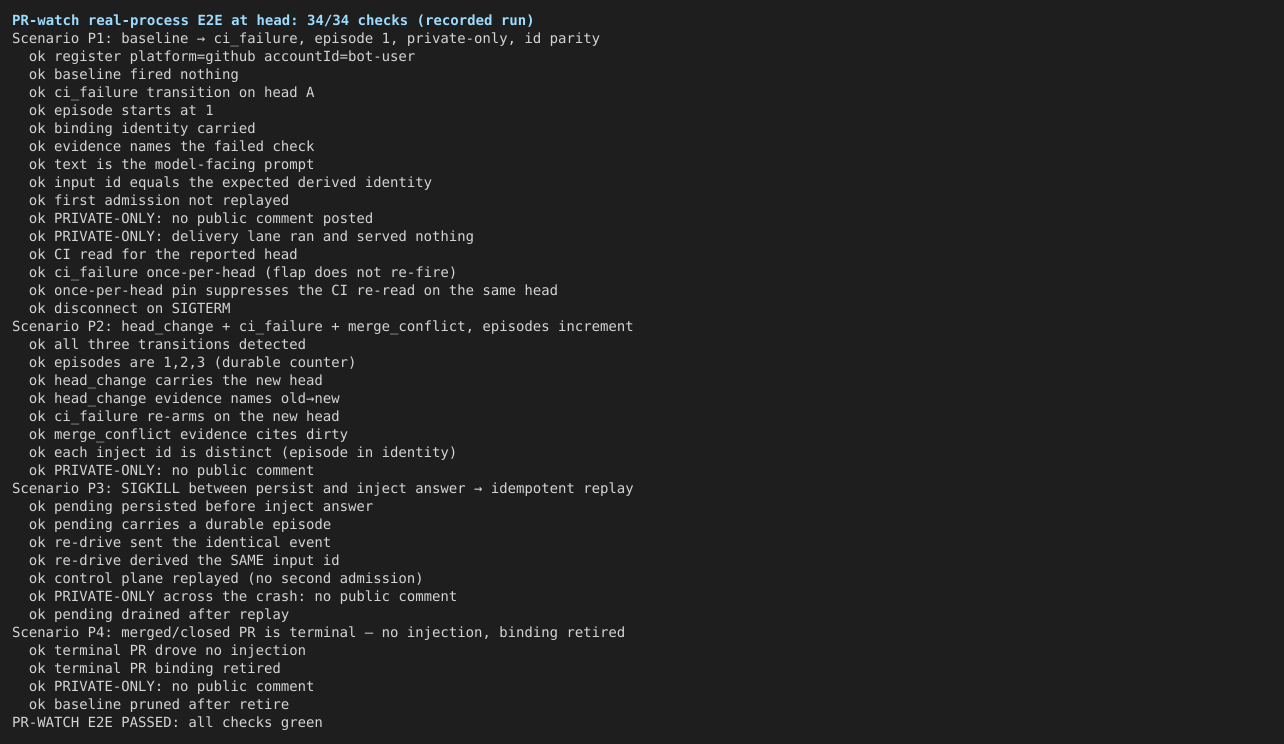 PR-watch real-process E2E at head: 34/34 checks (recorded run)
Scenario P1: baseline → ci_failure, episode 1, private-only, id parity
ok register platform=github accountId=bot-user
ok baseline fired nothing
ok ci_failure transition on head A
ok episode starts at 1
ok binding identity carried
ok evidence names the failed check
ok text is the model-facing prompt
ok input id equals the expected derived identity
ok first admission not replayed
ok PRIVATE-ONLY: no public comment posted
ok PRIVATE-ONLY: delivery lane ran and served nothing
ok CI read for the reported head
ok ci_failure once-per-head (flap does not re-fire)
ok once-per-head pin suppresses the CI re-read on the same head
ok disconnect on SIGTERM
Scenario P2: head_change + ci_failure + merge_conflict, episodes increment
ok all three transitions detected
ok episodes are 1,2,3 (durable counter)
ok head_change carries the new head
ok head_change evidence names old→new
ok ci_failure re-arms on the new head
ok merge_conflict evidence cites dirty
ok each inject id is distinct (episode in identity)
ok PRIVATE-ONLY: no public comment
Scenario P3: SIGKILL between persist and inject answer → idempotent replay
ok pending persisted before inject answer
ok pending carries a durable episode
ok re-drive sent the identical event
ok re-drive derived the SAME input id
ok control plane replayed (no second admission)
ok PRIVATE-ONLY across the crash: no public comment
ok pending drained after replay
Scenario P4: merged/closed PR is terminal — no injection, binding retired
ok terminal PR drove no injection
ok terminal PR binding retired
ok PRIVATE-ONLY: no public comment
ok baseline pruned after retire
PR-WATCH E2E PASSED: all checks green